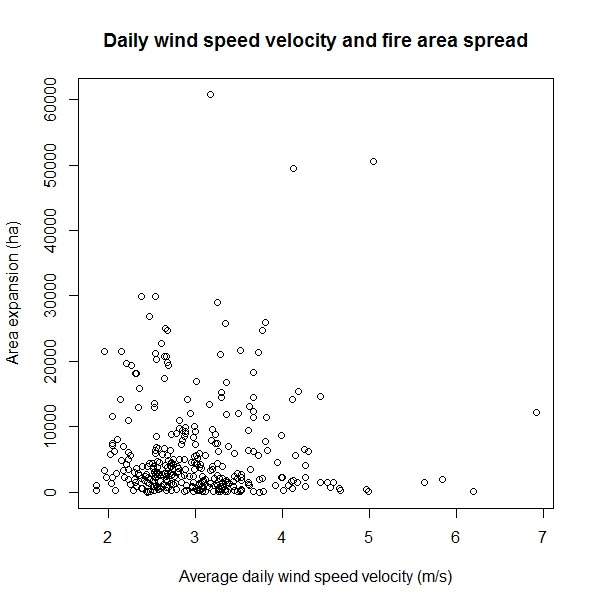 Daily wind speed velocity and fire area spread
Area expansion (ha)
60000
50000
40000
30000
20000
10000
0
2 3 4 5 6 7
Average daily wind speed velocity (m/s)